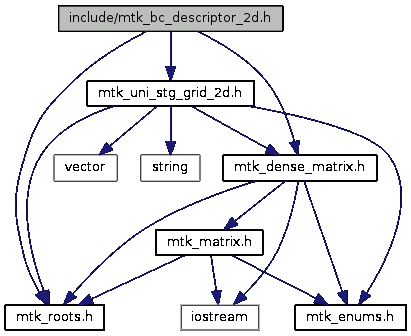 include/mtk_bc_descriptor_2d.h
mtk_uni_stg_grid_2d.h
vector
string
mtk_dense_matrix.h
mtk_matrix.h
mtk_roots.h
iostream
mtk_enums.h